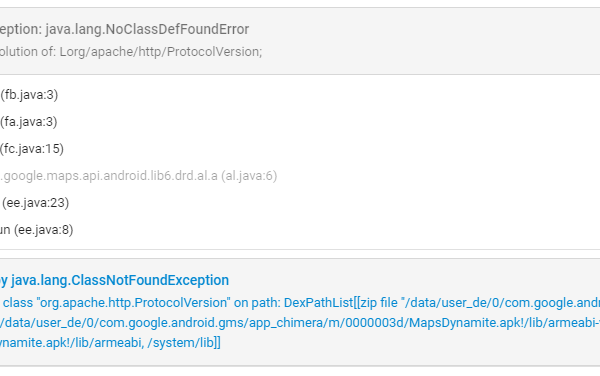 eption: java.lang.NoClassDefFoundError
olution of: Lorg/apache/http/ProtocolVersion;
(fb.java:3)
(fa.java:3)
(fc.java:15)
.google.maps.api.android.lib6.drd.al.a (al.java:6)
(ee.java:23)
un (ee.java:8)
y java.lang.ClassNotFoundException
class "org.apache.http.ProtocolVersion" on path: DexPathList[[zip file "/data/user_de/0/com.google.andr
/data/user_de/0/com.google.android.gms/app_chimera/m/0000003d/MapsDynamite.apk!/lib/armeabi-
ynamite.apk!/lib/armeabi, /system/lib]]